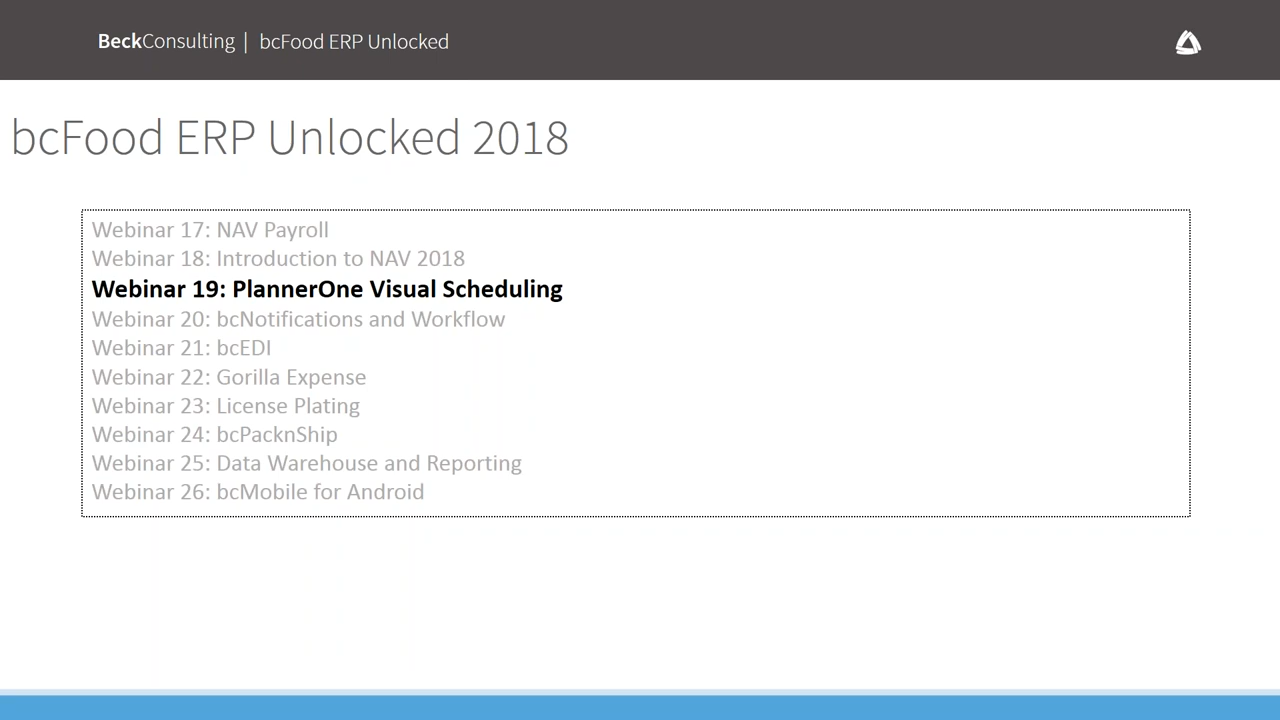 BeckConsulting | bcFood ERP Unlocked
bcFood ERP Unlocked 2018
Webinar 17: NAV Payroll
Webinar 18: Introduction to NAV 2018
Webinar 19: PlannerOne Visual Scheduling
Webinar 20: bcNotifications and Workflow
Webinar 21: bcEDI
Webinar 22: Gorilla Expense
Webinar 23: License Plating
Webinar 24: bcPacknShip
Webinar 25: Data Warehouse and Reporting
Webinar 26: bcMobile for Android